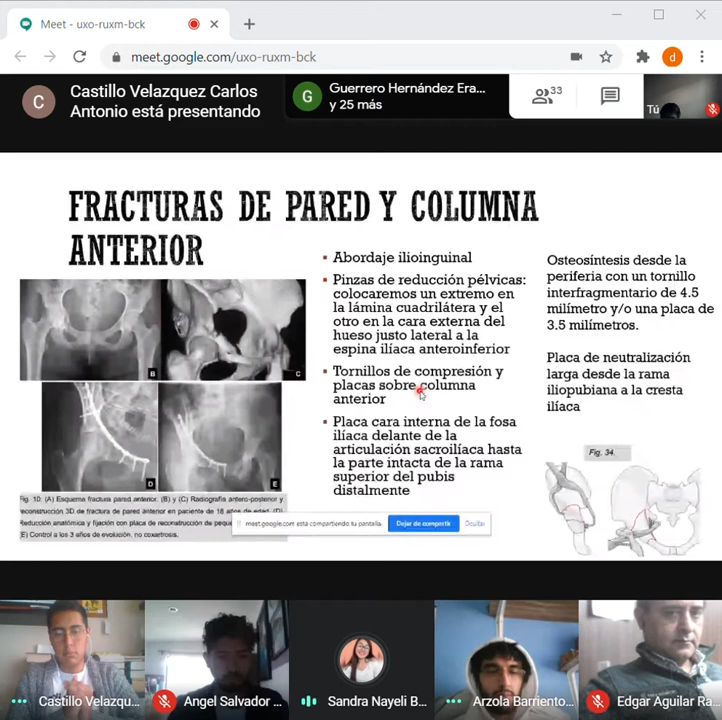 Meet - uxo-ruxm-bck
meet.google.com/uxo-ruxm-bck
d
C
Castillo Velazquez Carlos
Antonio está presentando
G
Guerrero Hernández Era...
y 25 más
33
Tú
FRACTURAS DE PARED Y COLUMNA
ANTERIOR
B
C
D
E
Fig. 10: (A) Esquema fractura pared anterior. (B) y (C) Radiografía antero-posterior y
reconstrucción 3D de fractura de pared anterior en paciente de 18 años de edad. (D)
Reducción anatómica y fijación con placa de reconstrucción de pequ
E) Control a los 3 años de evolución, no coxartrosis.
Abordaje ilioinguinal
Pinzas de reducción pélvicas:
colocaremos un extremo en
la lámina cuadrilátera y el
otro en la cara externa del
hueso justo lateral a la
espina ilíaca anteroinferior
Tornillos de compresión y
placas sobre columna
anterior
Placa cara interna de la fosa
ilíaca delante de la
articulación sacroilíaca hasta
la parte intacta de la rama
superior del pubis
distalmente
Osteosíntesis desde la
periferia con un tornillo
interfragmentario de 4.5
milímetro y/o una placa de
3.5 milímetros.
Placa de neutralización
larga desde la rama
iliopubiana a la cresta
ilíaca
Fig. 34.
meet.google.com está compartiendo tu pantalla.
Dejar de compartir
Ocultar
Castillo Velazqu...
Angel Salvador ...
Sandra Nayeli B...
Arzola Barriento...
Edgar Aguilar Ra...